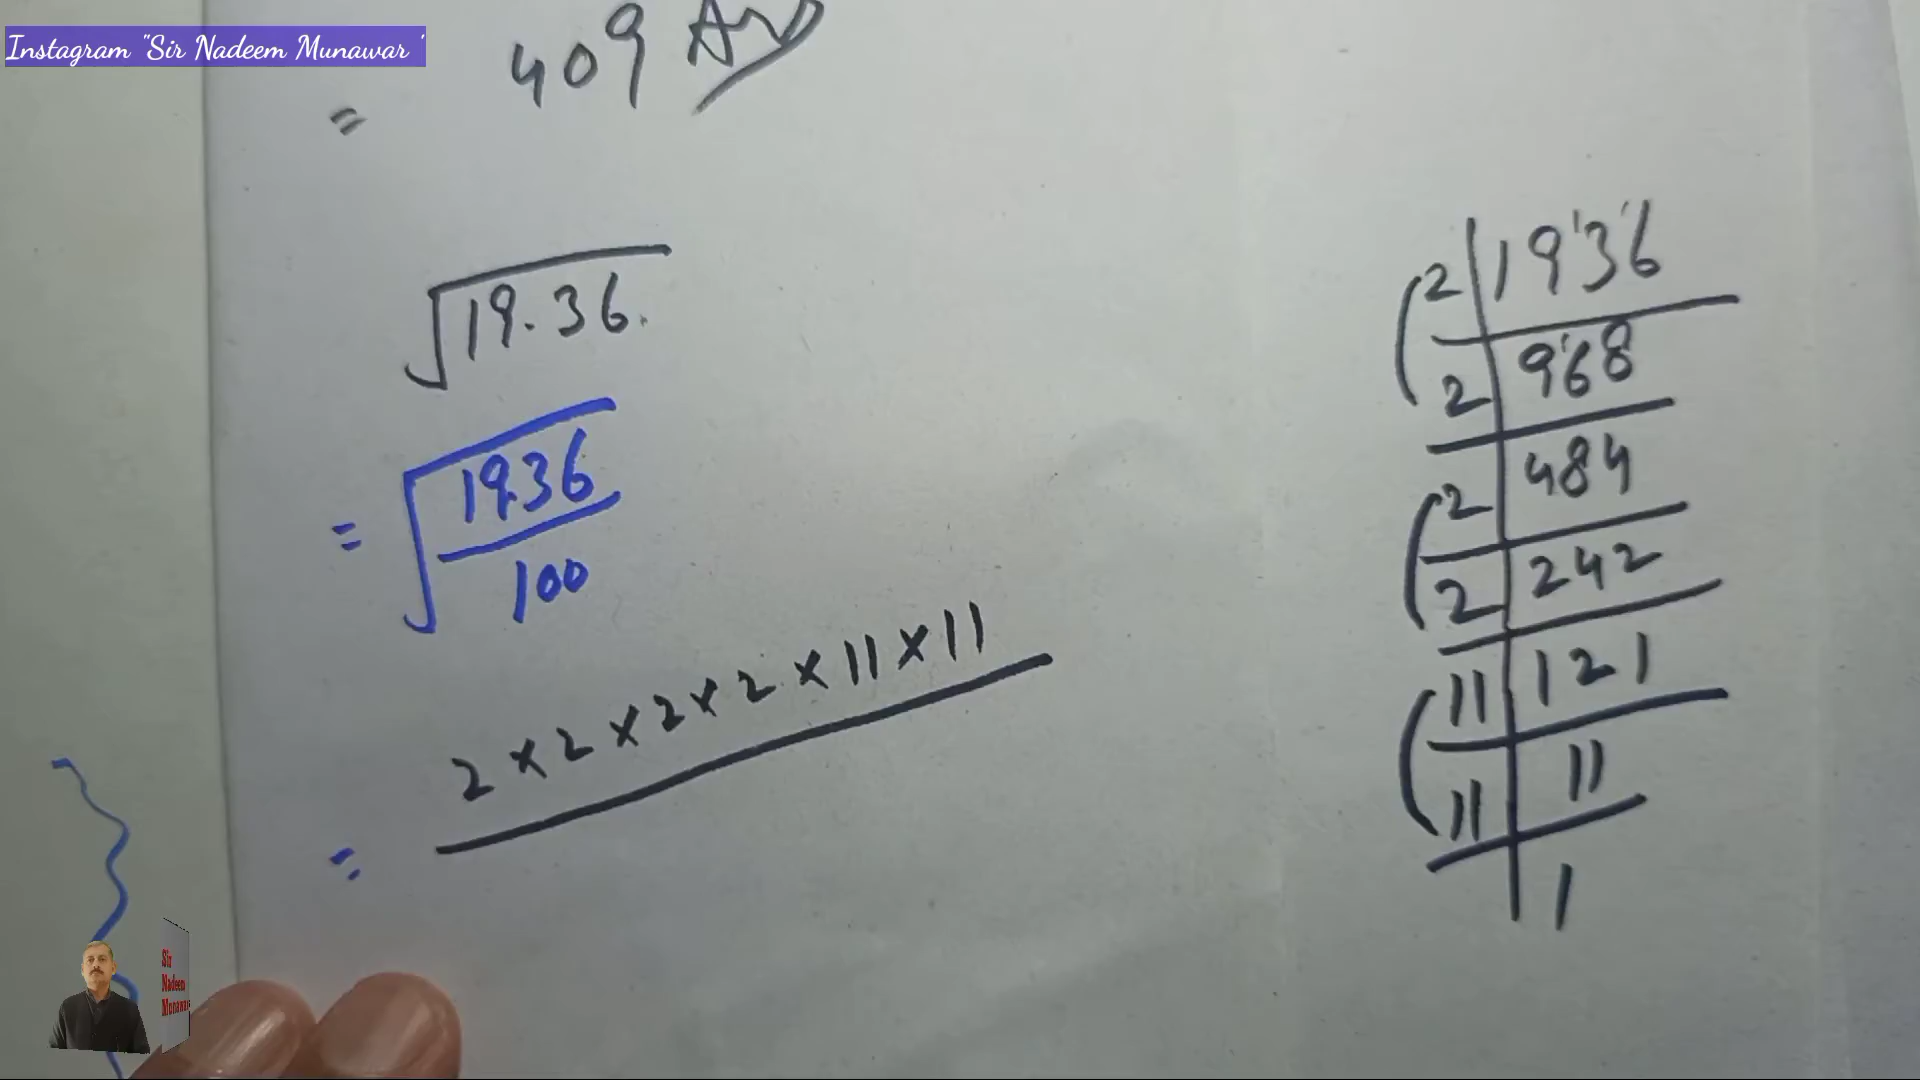 Instagram "Sir Nadeem Munawar"
= 409 Ans
√19.36
= √1936/100
= 2×2×2×2×11×11
2|1936
2|968
2|484
2|242
11|121
11|11
1
Sir
Nadeem
Munawar